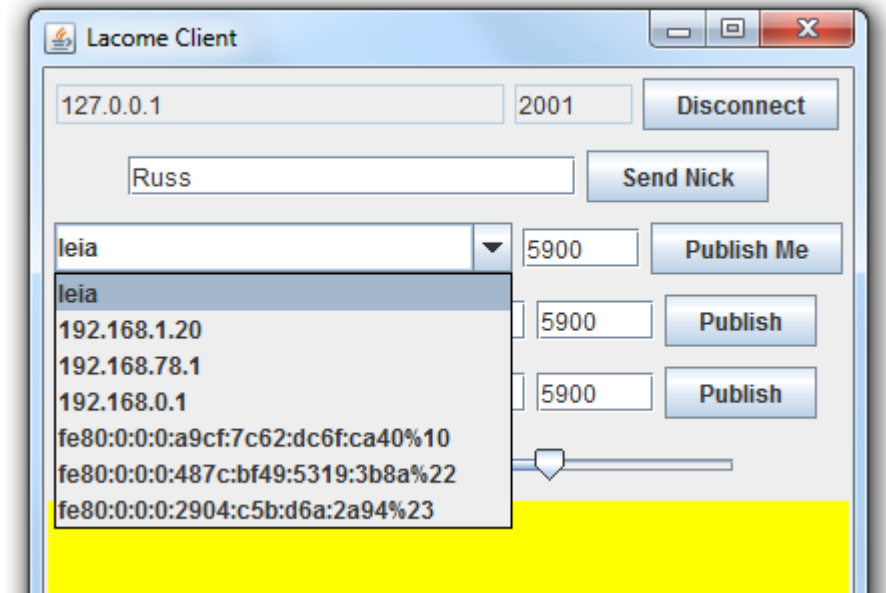 Lacome Client
127.0.0.1 2001 Disconnect
Russ Send Nick
leia 5900 Publish Me
leia
192.168.1.20 5900 Publish
192.168.78.1
192.168.0.1 5900 Publish
fe80:0:0:0:a9cf:7c62:dc6f:ca40%10
fe80:0:0:0:487c:bf49:5319:3b8a%22
fe80:0:0:0:2904:c5b:d6a:2a94%23